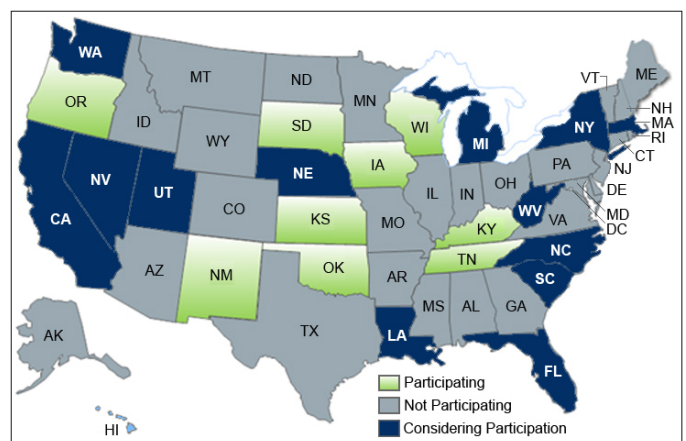 WA
MT
ND
MN
VT
ME
OR
ID
SD
WI
MI
NY
NH
MA
RI
CT
WY
IA
PA
NJ
NV
UT
NE
IL
IN
OH
DE
CA
CO
KS
MO
KY
WV
VA
MD
DC
AZ
NM
OK
AR
TN
NC
SC
MS
AL
GA
TX
LA
FL
AK
HI
Participating
Not Participating
Considering Participation